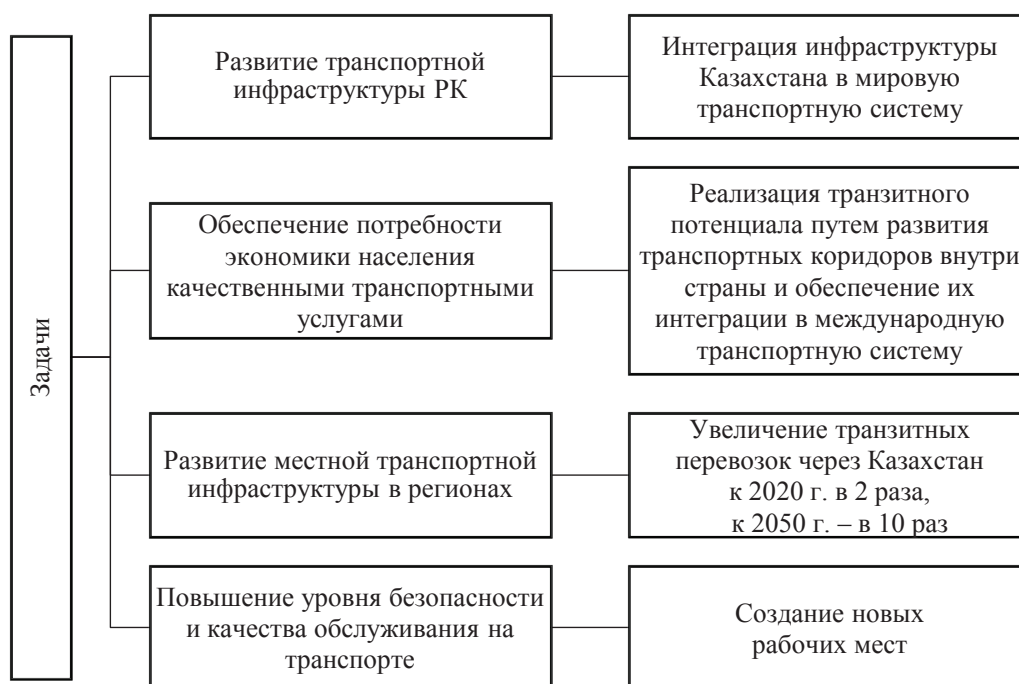 Задачи
Развитие транспортной
инфраструктуры РК
Интеграция инфраструктуры
Казахстана в мировую
транспортную систему
Обеспечение потребности
экономики населения
качественными транспортными
услугами
Реализация транзитного
потенциала путем развития
транспортных коридоров внутри
страны и обеспечение их
интеграции в международную
транспортную систему
Развитие местной транспортной
инфраструктуры в регионах
Увеличение транзитных
перевозок через Казахстан
к 2020 г. в 2 раза,
к 2050 г. – в 10 раз
Повышение уровня безопасности
и качества обслуживания на
транспорте
Создание новых
рабочих мест